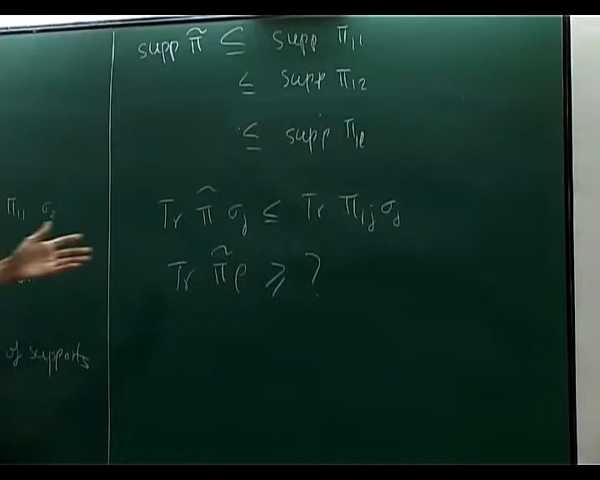 supp π̃ ⊆ supp Π₁₁
≤ supp Π₁₂
≤ supp Π₁ℓ
Π₁₁ σ₂
Tr π̂ σⱼ ≤ Tr Π₁ⱼ σⱼ
Tr π̃ ρ ⩾ ?
of supports